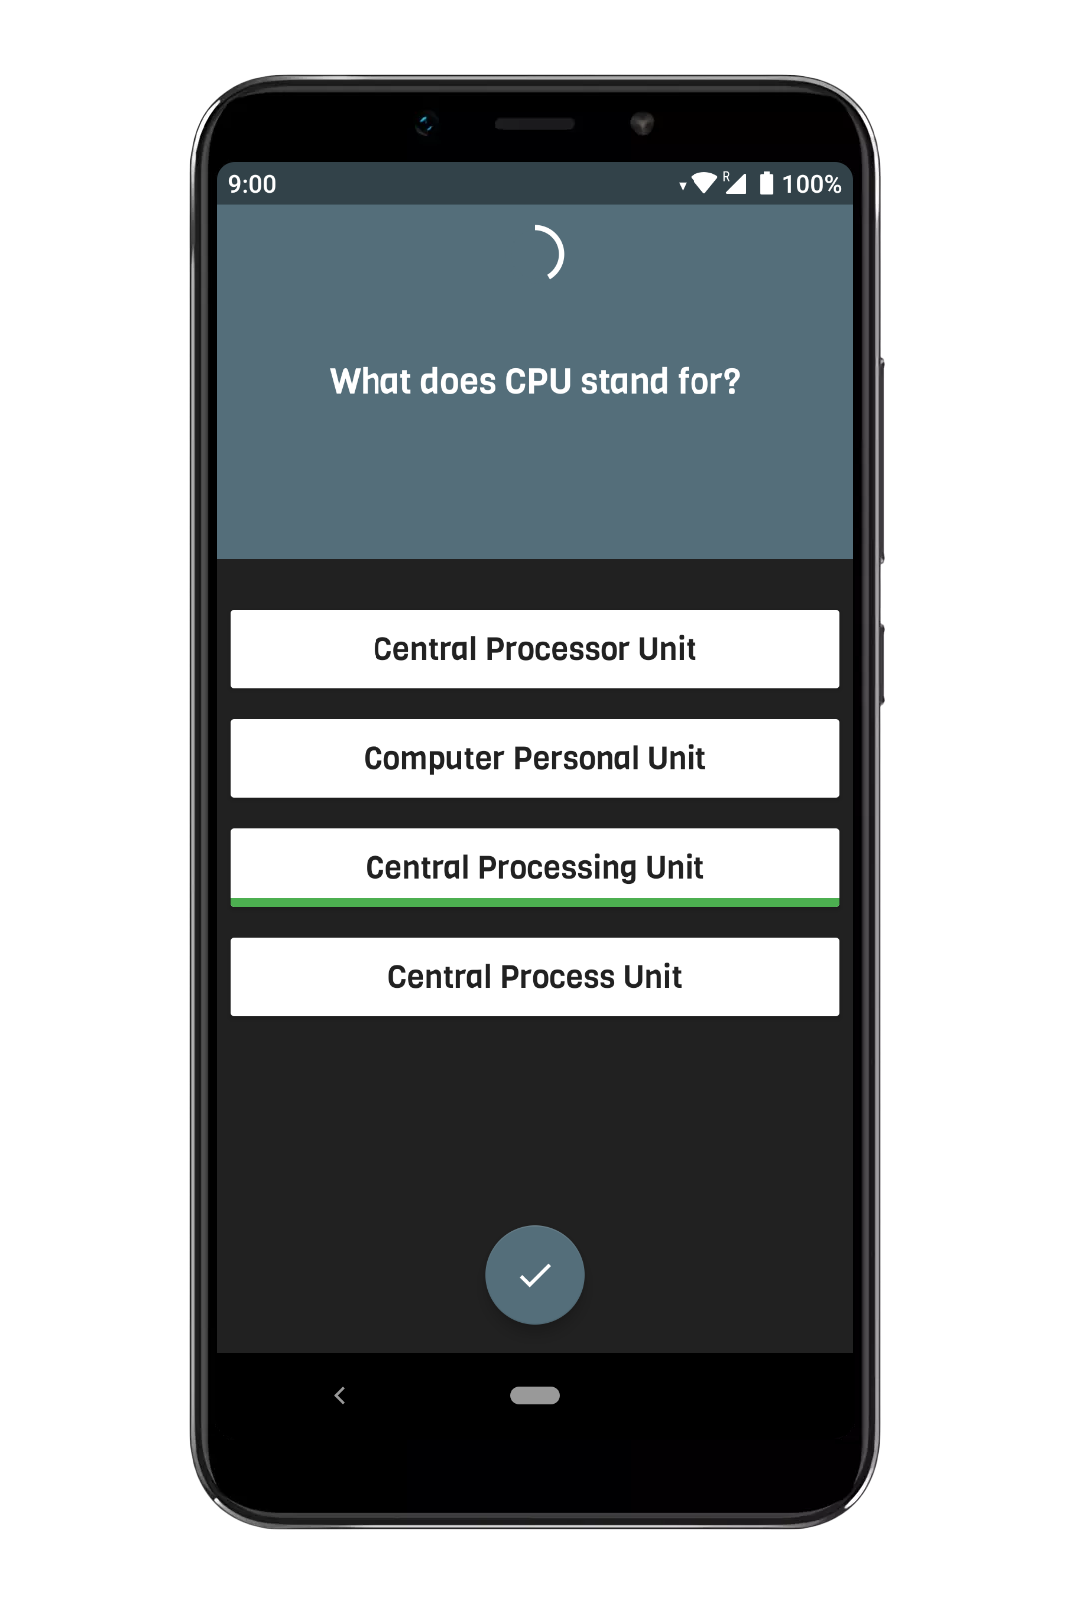 9:00
R
100%
What does CPU stand for?
Central Processor Unit
Computer Personal Unit
Central Processing Unit
Central Process Unit